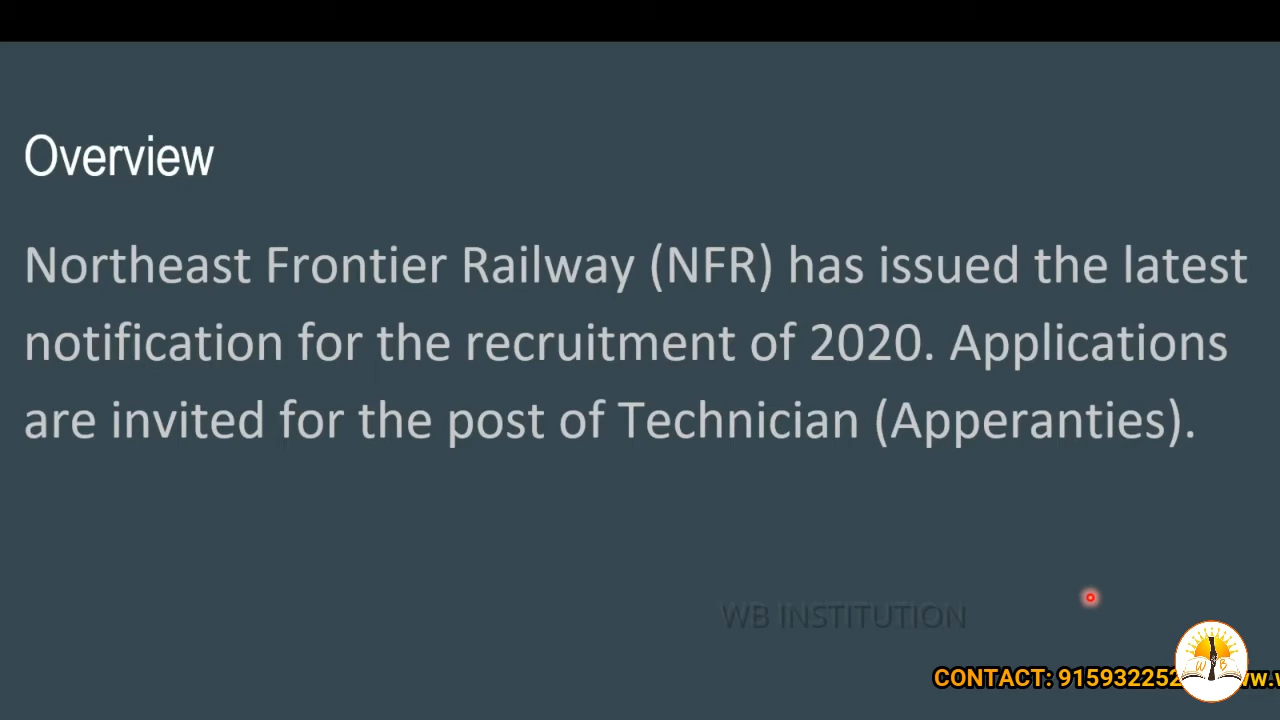 Overview
Northeast Frontier Railway (NFR) has issued the latest
notification for the recruitment of 2020. Applications
are invited for the post of Technician (Apperanties).
WB INSTITUTION
CONTACT: 91593225
W B